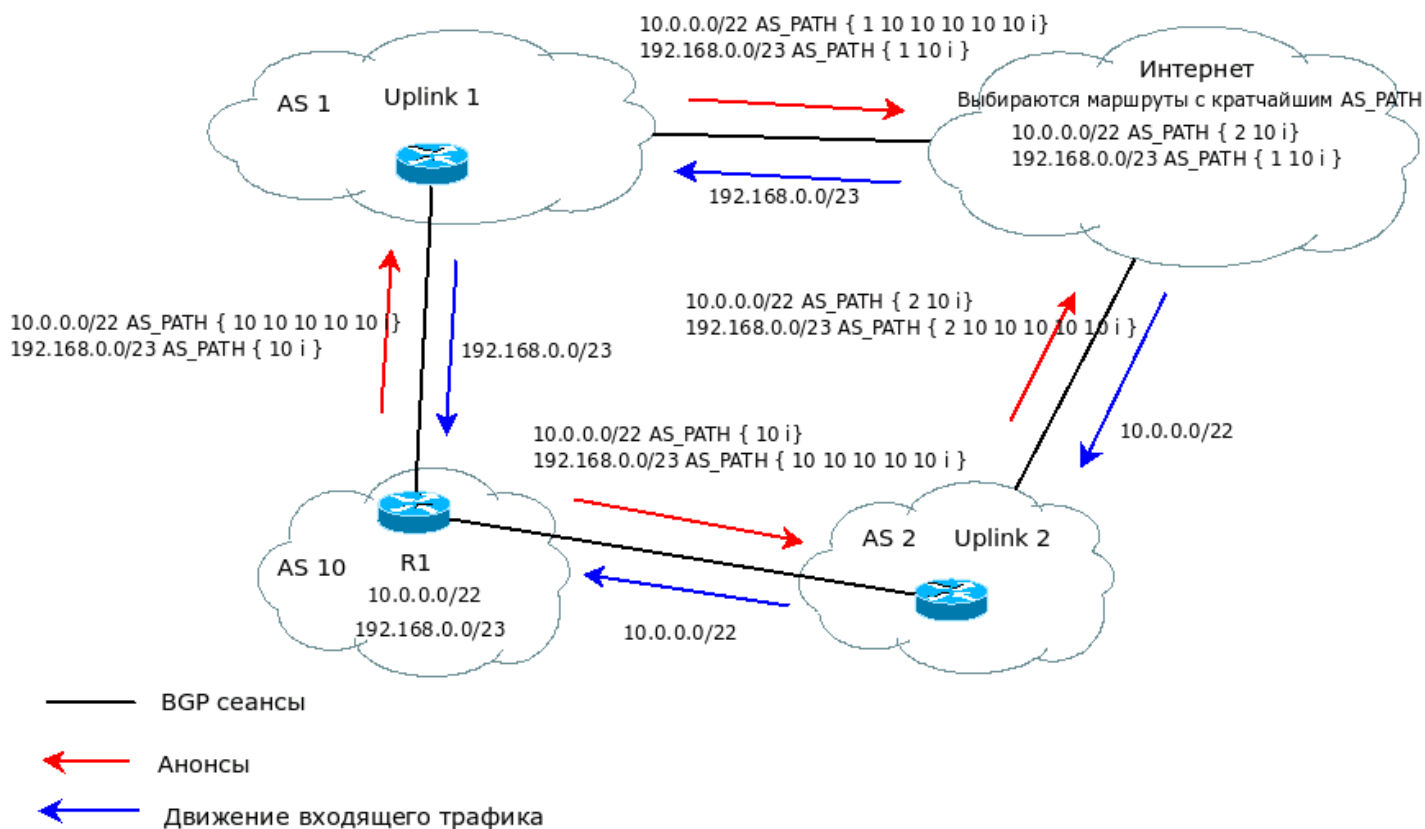 10.0.0.0/22 AS_PATH { 1 10 10 10 10 10 i}
192.168.0.0/23 AS_PATH { 1 10 i }
AS 1
Uplink 1
Интернет
Выбираются маршруты с кратчайшим AS_PATH
10.0.0.0/22 AS_PATH { 2 10 i}
192.168.0.0/23 AS_PATH { 1 10 i }
192.168.0.0/23
10.0.0.0/22 AS_PATH { 10 10 10 10 10 i}
192.168.0.0/23 AS_PATH { 10 i }
192.168.0.0/23
10.0.0.0/22 AS_PATH { 2 10 i}
192.168.0.0/23 AS_PATH { 2 10 10 10 10 10 i }
10.0.0.0/22
10.0.0.0/22 AS_PATH { 10 i}
192.168.0.0/23 AS_PATH { 10 10 10 10 10 i }
AS 10
R1
10.0.0.0/22
192.168.0.0/23
AS 2
Uplink 2
10.0.0.0/22
BGP сеансы
Анонсы
Движение входящего трафика